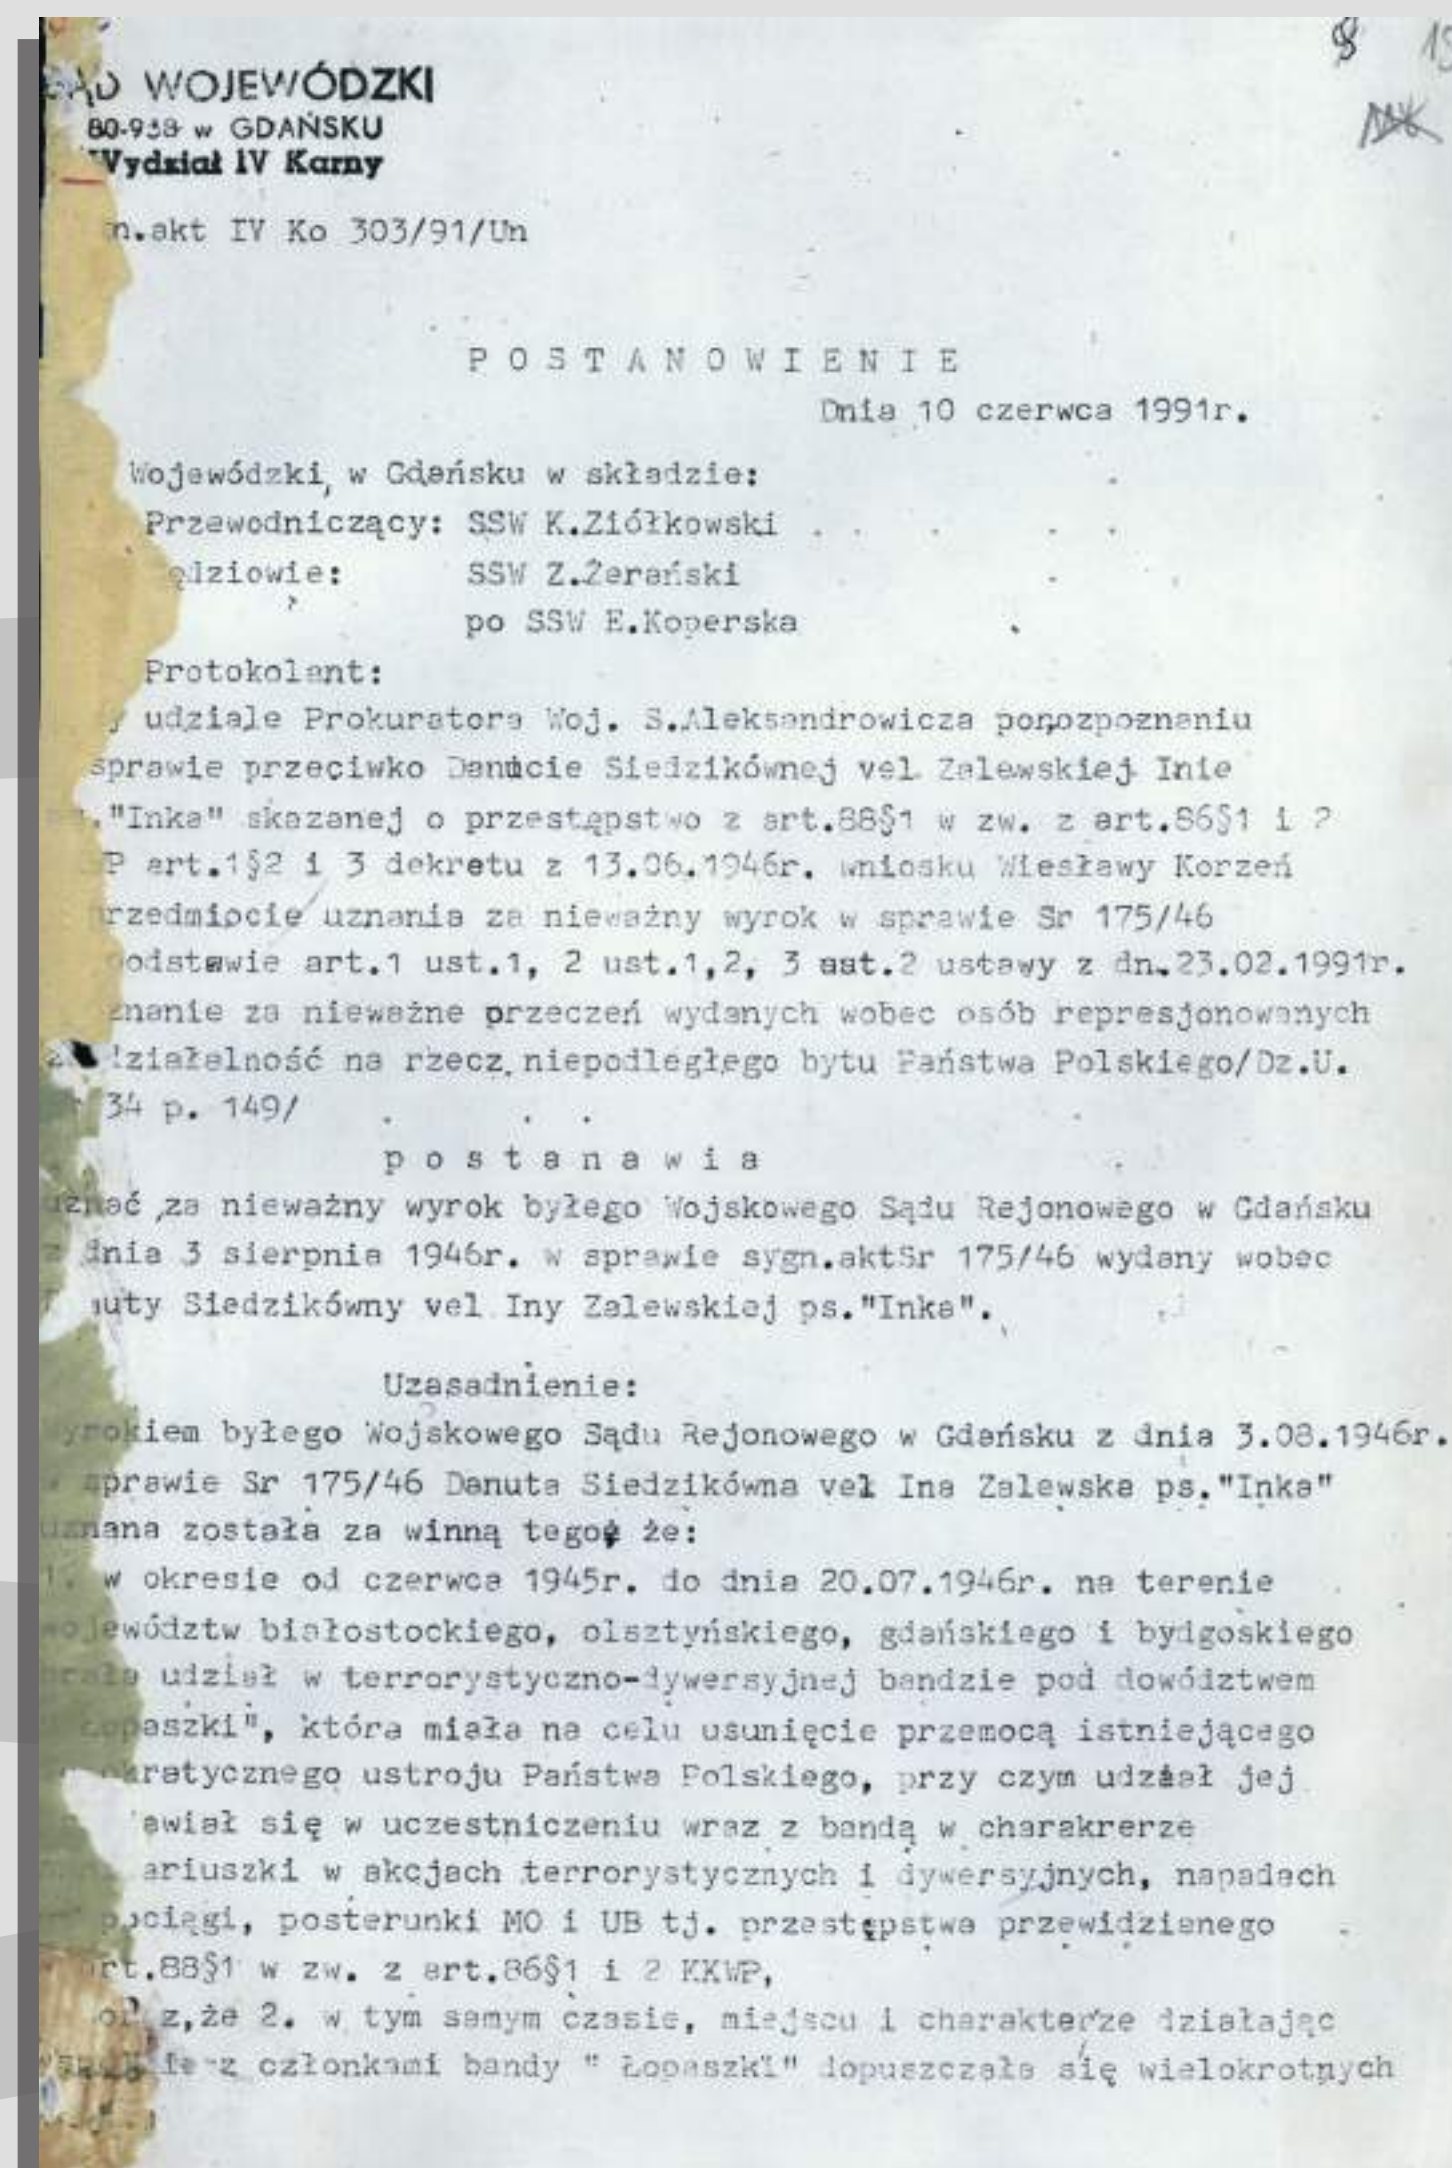 8 19
SĄD WOJEWÓDZKI
80-958 w GDAŃSKU
Wydział IV Karny
n.akt IV Ko 303/91/Un
P O S T A N O W I E N I E
Dnia 10 czerwca 1991r.
Wojewódzki, w Gdańsku w składzie:
Przewodniczący: SSW K.Ziółkowski
ędziowie: SSW Z.Żerański
po SSW E.Koperska
Protokolant:
y udziale Prokuratora Woj. S.Aleksandrowicza porozpoznaniu
sprawie przeciwko Danucie Siedzikównej vel Zalewskiej Inie
."Inka" skazanej o przestępstwo z art.88§1 w zw. z art.86§1 i 2
P art.1§2 i 3 dekretu z 13.06.1946r. wniosku Wiesławy Korzeń
rzedmiocie uznania za nieważny wyrok w sprawie Sr 175/46
odstawie art.1 ust.1, 2 ust.1,2, 3 ust.2 ustawy z dn.23.02.1991r.
znanie za nieważne orzeczeń wydanych wobec osób represjonowanych
działalność na rzecz niepodległego bytu Państwa Polskiego/Dz.U.
34 p. 149/
p o s t a n a w i a
uznać za nieważny wyrok byłego Wojskowego Sądu Rejonowego w Gdańsku
z dnia 3 sierpnia 1946r. w sprawie sygn.aktSr 175/46 wydany wobec
nuty Siedzikówny vel Iny Zalewskiej ps."Inka".
Uzasadnienie:
Wyrokiem byłego Wojskowego Sądu Rejonowego w Gdańsku z dnia 3.08.1946r.
sprawie Sr 175/46 Danuta Siedzikówna vel Ina Zalewska ps."Inka"
uznana została za winną tego że:
1. w okresie od czerwca 1945r. do dnia 20.07.1946r. na terenie
województw białostockiego, olsztyńskiego, gdańskiego i bydgoskiego
brała udział w terrorystyczno-dywersyjnej bandzie pod dowództwem
Łopaszki", która miała na celu usunięcie przemocą istniejącego
kratycznego ustroju Państwa Polskiego, przy czym udział jej
awiał się w uczestniczeniu wraz z bandą w charakrerze
ariuszki w akcjach terrorystycznych i dywersyjnych, napadach
pociągi, posterunki MO i UB tj. przestępstwa przewidzianego
art.88§1 w zw. z art.86§1 i 2 KKWP,
z,że 2. w tym samym czasie, miejscu i charakterze działając
z członkami bandy " Łopaszki" dopuszczała się wielokrotnych